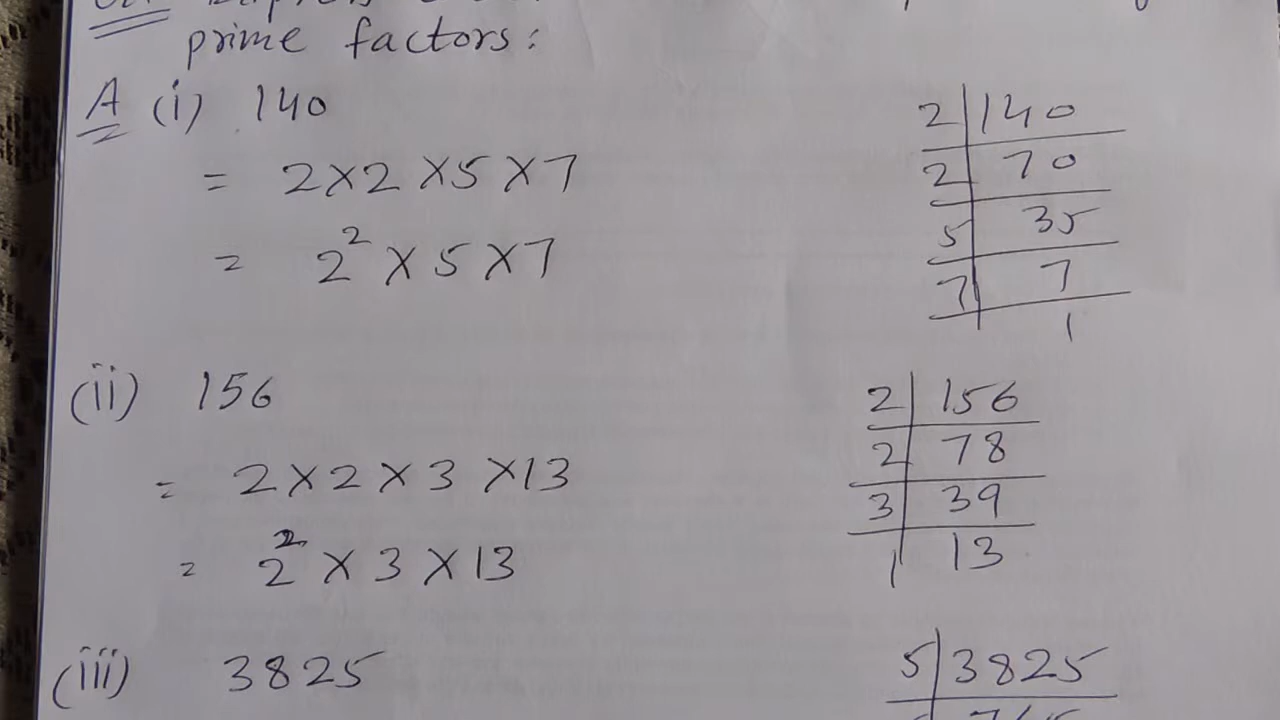 prime factors :
A (i) 140
= 2 × 2 × 5 × 7
= 2² × 5 × 7
2 | 140
2 | 70
5 | 35
7 | 7
1
(ii) 156
= 2 × 2 × 3 × 13
= 2² × 3 × 13
2 | 156
2 | 78
3 | 39
1 | 13
(iii) 3825
5 | 3825